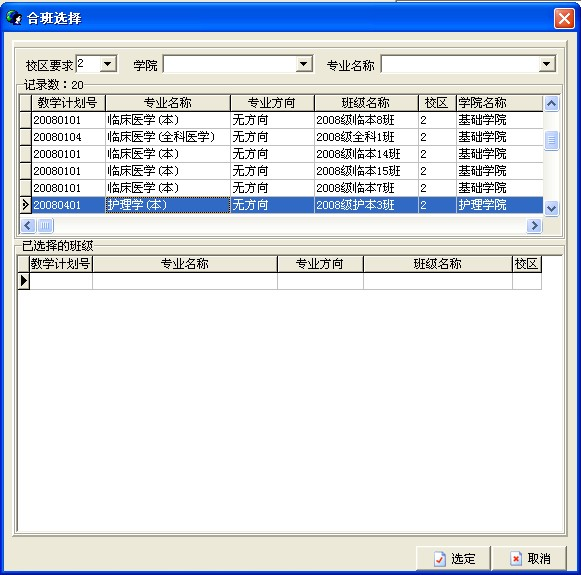 合班选择
校区要求 2 学院 专业名称
记录数：20
教学计划号 专业名称 专业方向 班级名称 校区 学院名称
20080101 临床医学(本) 无方向 2008级临本8班 2 基础学院
20080104 临床医学(全科医学) 无方向 2008级全科1班 2 基础学院
20080101 临床医学(本) 无方向 2008级临本14班 2 基础学院
20080101 临床医学(本) 无方向 2008级临本15班 2 基础学院
20080101 临床医学(本) 无方向 2008级临本7班 2 基础学院
20080401 护理学(本) 无方向 2008级护本3班 2 护理学院
已选择的班级
教学计划号 专业名称 专业方向 班级名称 校区
选定 取消